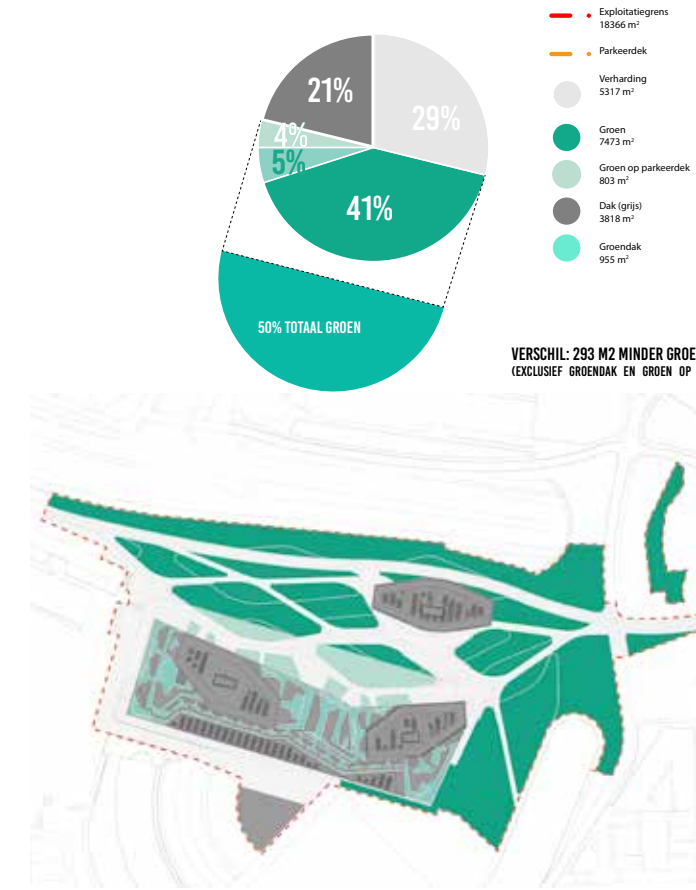 Exploitatiegrens
18366 m²
Parkeerdek
Verharding
5317 m²
Groen
7473 m²
Groen op parkeerdek
803 m²
Dak (grijs)
3818 m²
Groendak
955 m²
21%
29%
4%
5%
41%
50% TOTAAL GROEN
VERSCHIL: 293 M2 MINDER GROE
(EXCLUSIEF GROENDAK EN GROEN OP